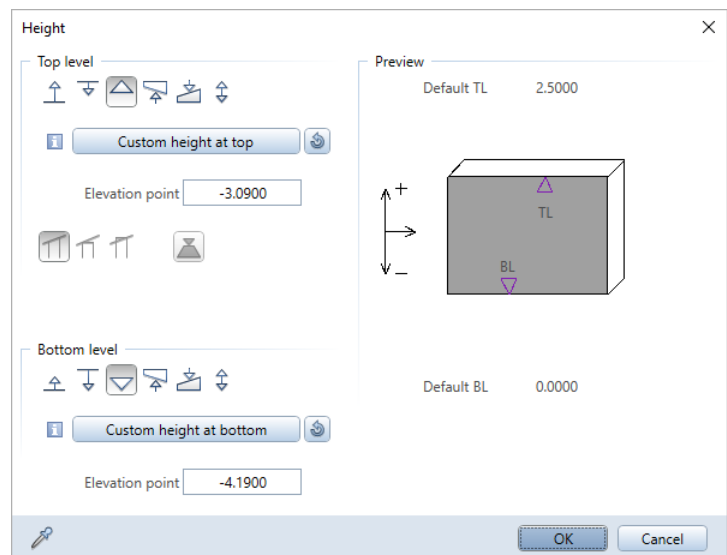 Height
Top level
Custom height at top
Elevation point -3.0900
Bottom level
Custom height at bottom
Elevation point -4.1900
Preview
Default TL 2.5000
+
TL
−
BL
Default BL 0.0000
OK Cancel